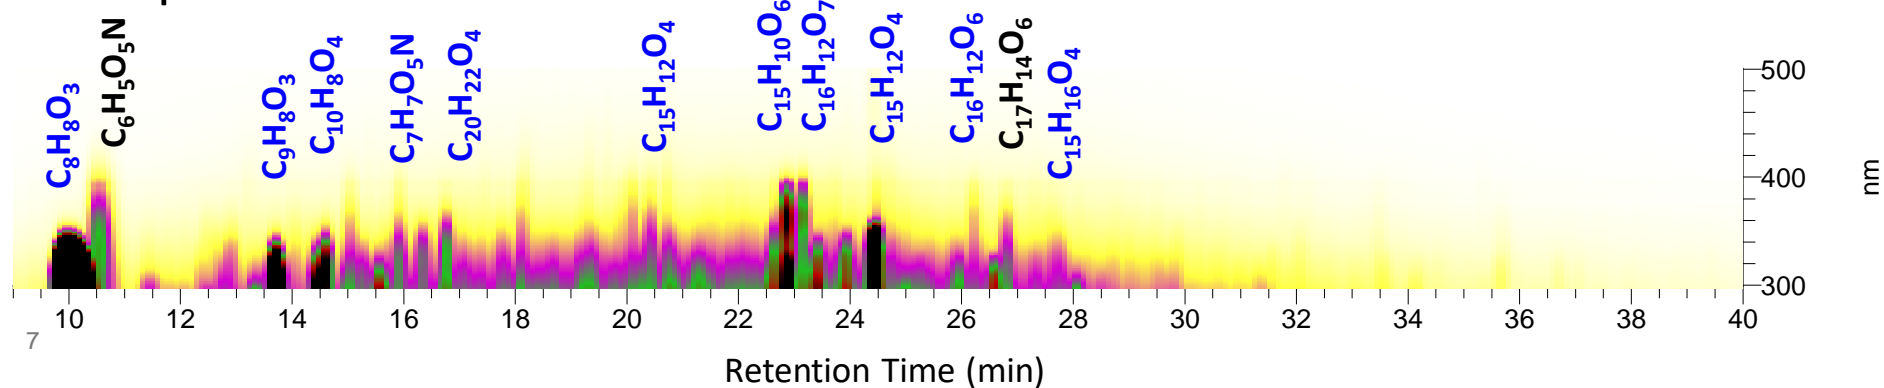 C₈H₈O₃
C₆H₅O₅N
C₉H₈O₃
C₁₀H₈O₄
C₇H₇O₅N
C₂₀H₂₂O₄
C₁₅H₁₂O₄
C₁₅H₁₀O₆
C₁₆H₁₂O₇
C₁₅H₁₂O₄
C₁₆H₁₂O₆
C₁₇H₁₄O₆
C₁₅H₁₆O₄
500
400
300
nm
10 12 14 16 18 20 22 24 26 28 30 32 34 36 38 40
7
Retention Time (min)